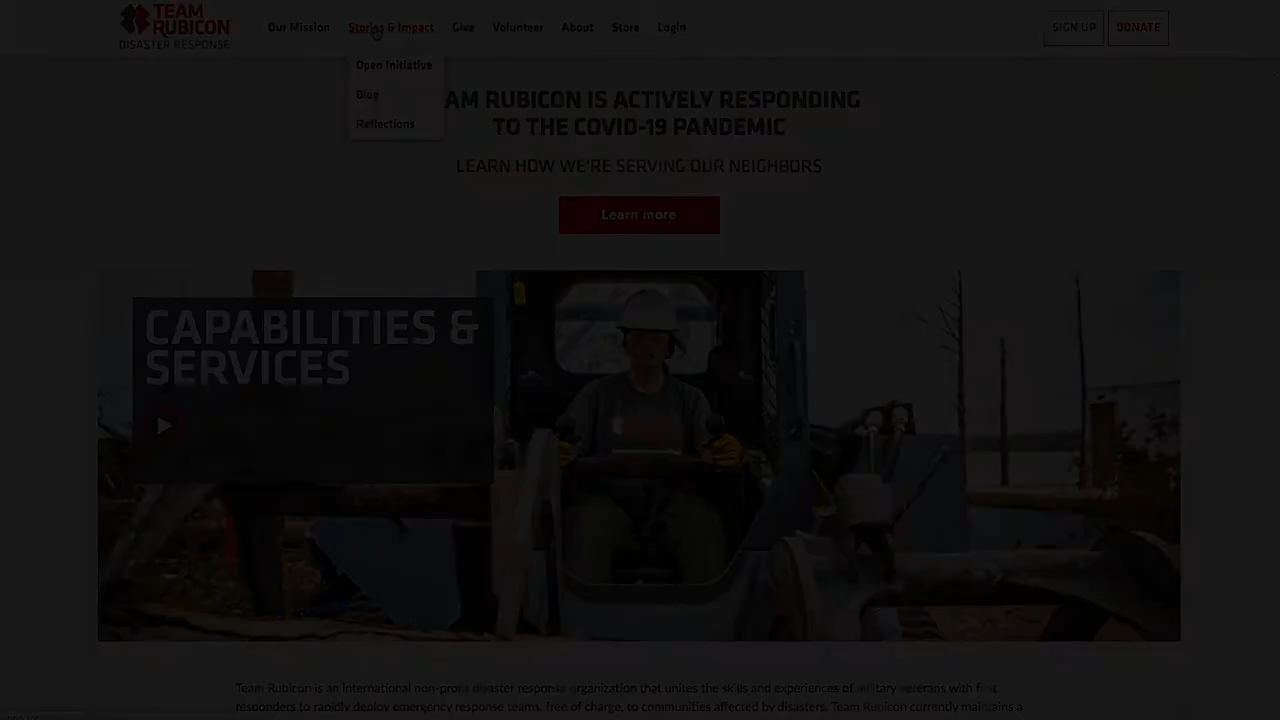 TEAM
RUBICON
DISASTER RESPONSE
Our Mission
Stories & Impact
Give
Volunteer
About
Store
Login
SIGN UP
DONATE
Open Initiative
Blog
Reflections
AM RUBICON IS ACTIVELY RESPONDING
TO THE COVID-19 PANDEMIC
LEARN HOW WE'RE SERVING OUR NEIGHBORS
Learn more
CAPABILITIES &
SERVICES
Team Rubicon is an international non-profit disaster response organization that unites the skills and experiences of military veterans with first
responders to rapidly deploy emergency response teams, free of charge, to communities affected by disasters. Team Rubicon currently maintains a